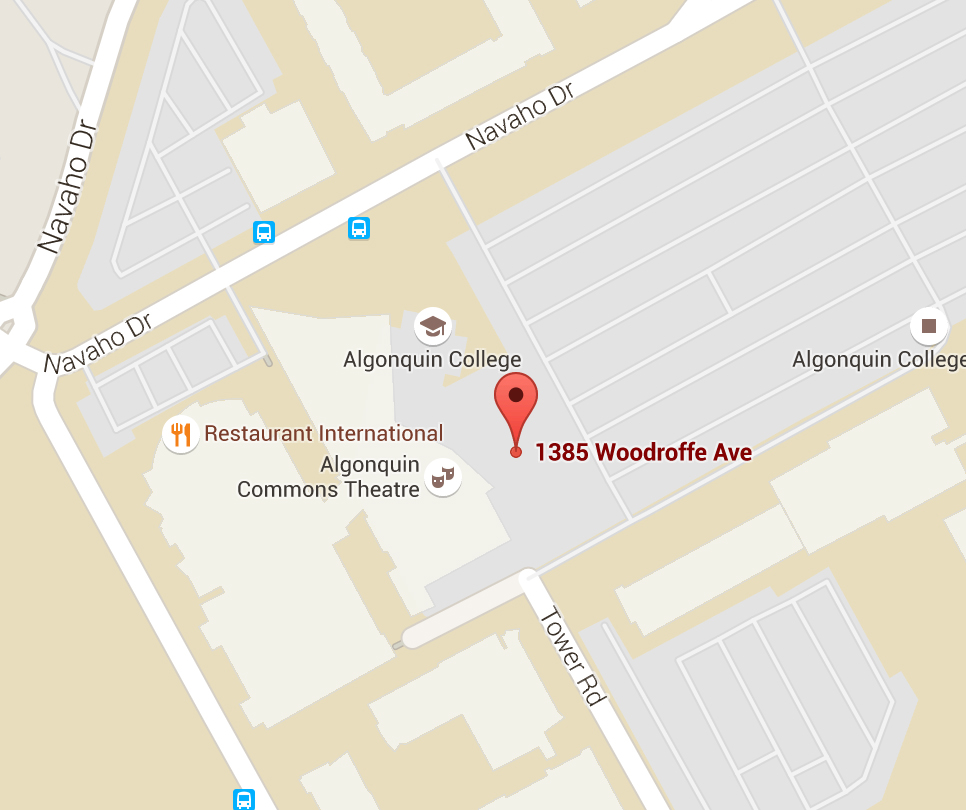 Navaho Dr
Navaho Dr
Navaho Dr
Algonquin College
Algonquin College
Restaurant International
1385 Woodroffe Ave
Algonquin
Commons Theatre
Tower Rd